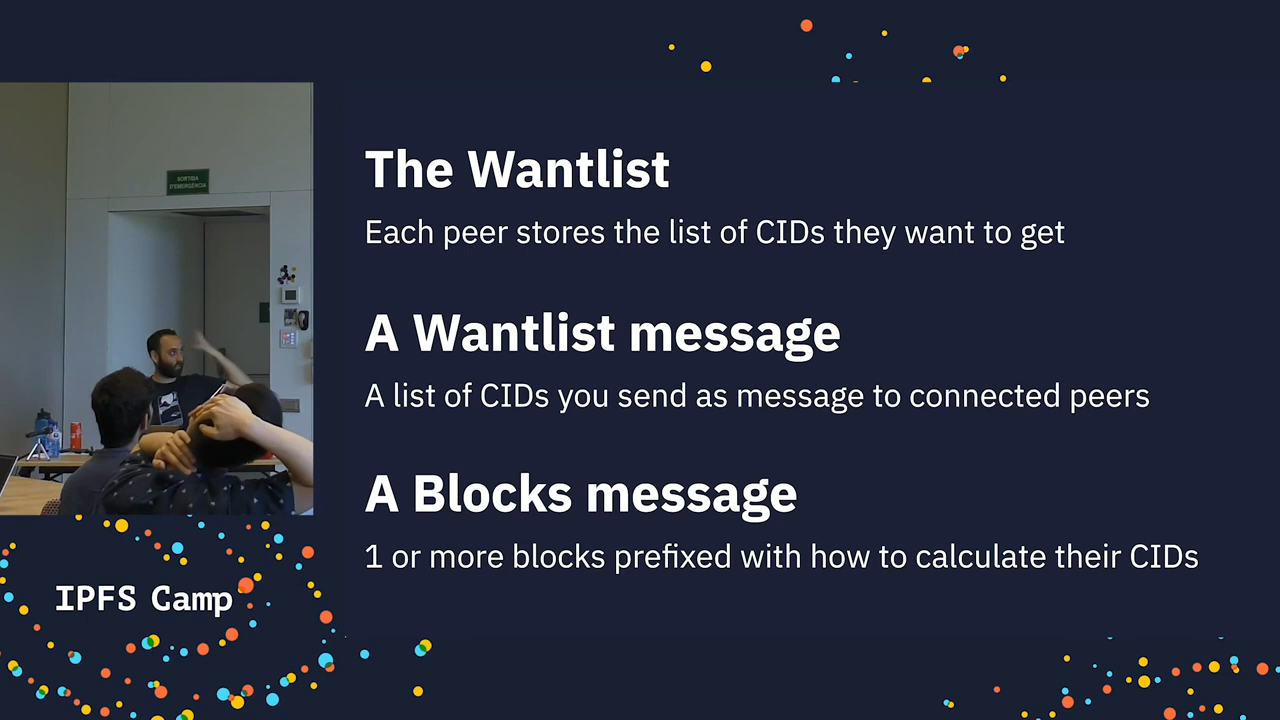 The Wantlist
Each peer stores the list of CIDs they want to get
A Wantlist message
A list of CIDs you send as message to connected peers
A Blocks message
1 or more blocks prefixed with how to calculate their CIDs
SORTIDA
D'EMERGÈNCIA
IPFS Camp